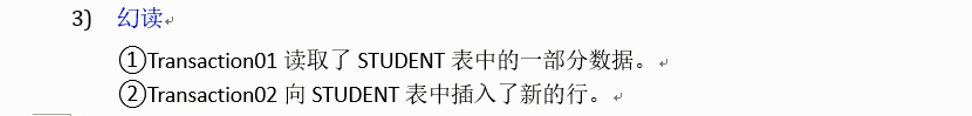 3) 幻读
①Transaction01 读取了 STUDENT 表中的一部分数据。
②Transaction02 向 STUDENT 表中插入了新的行。